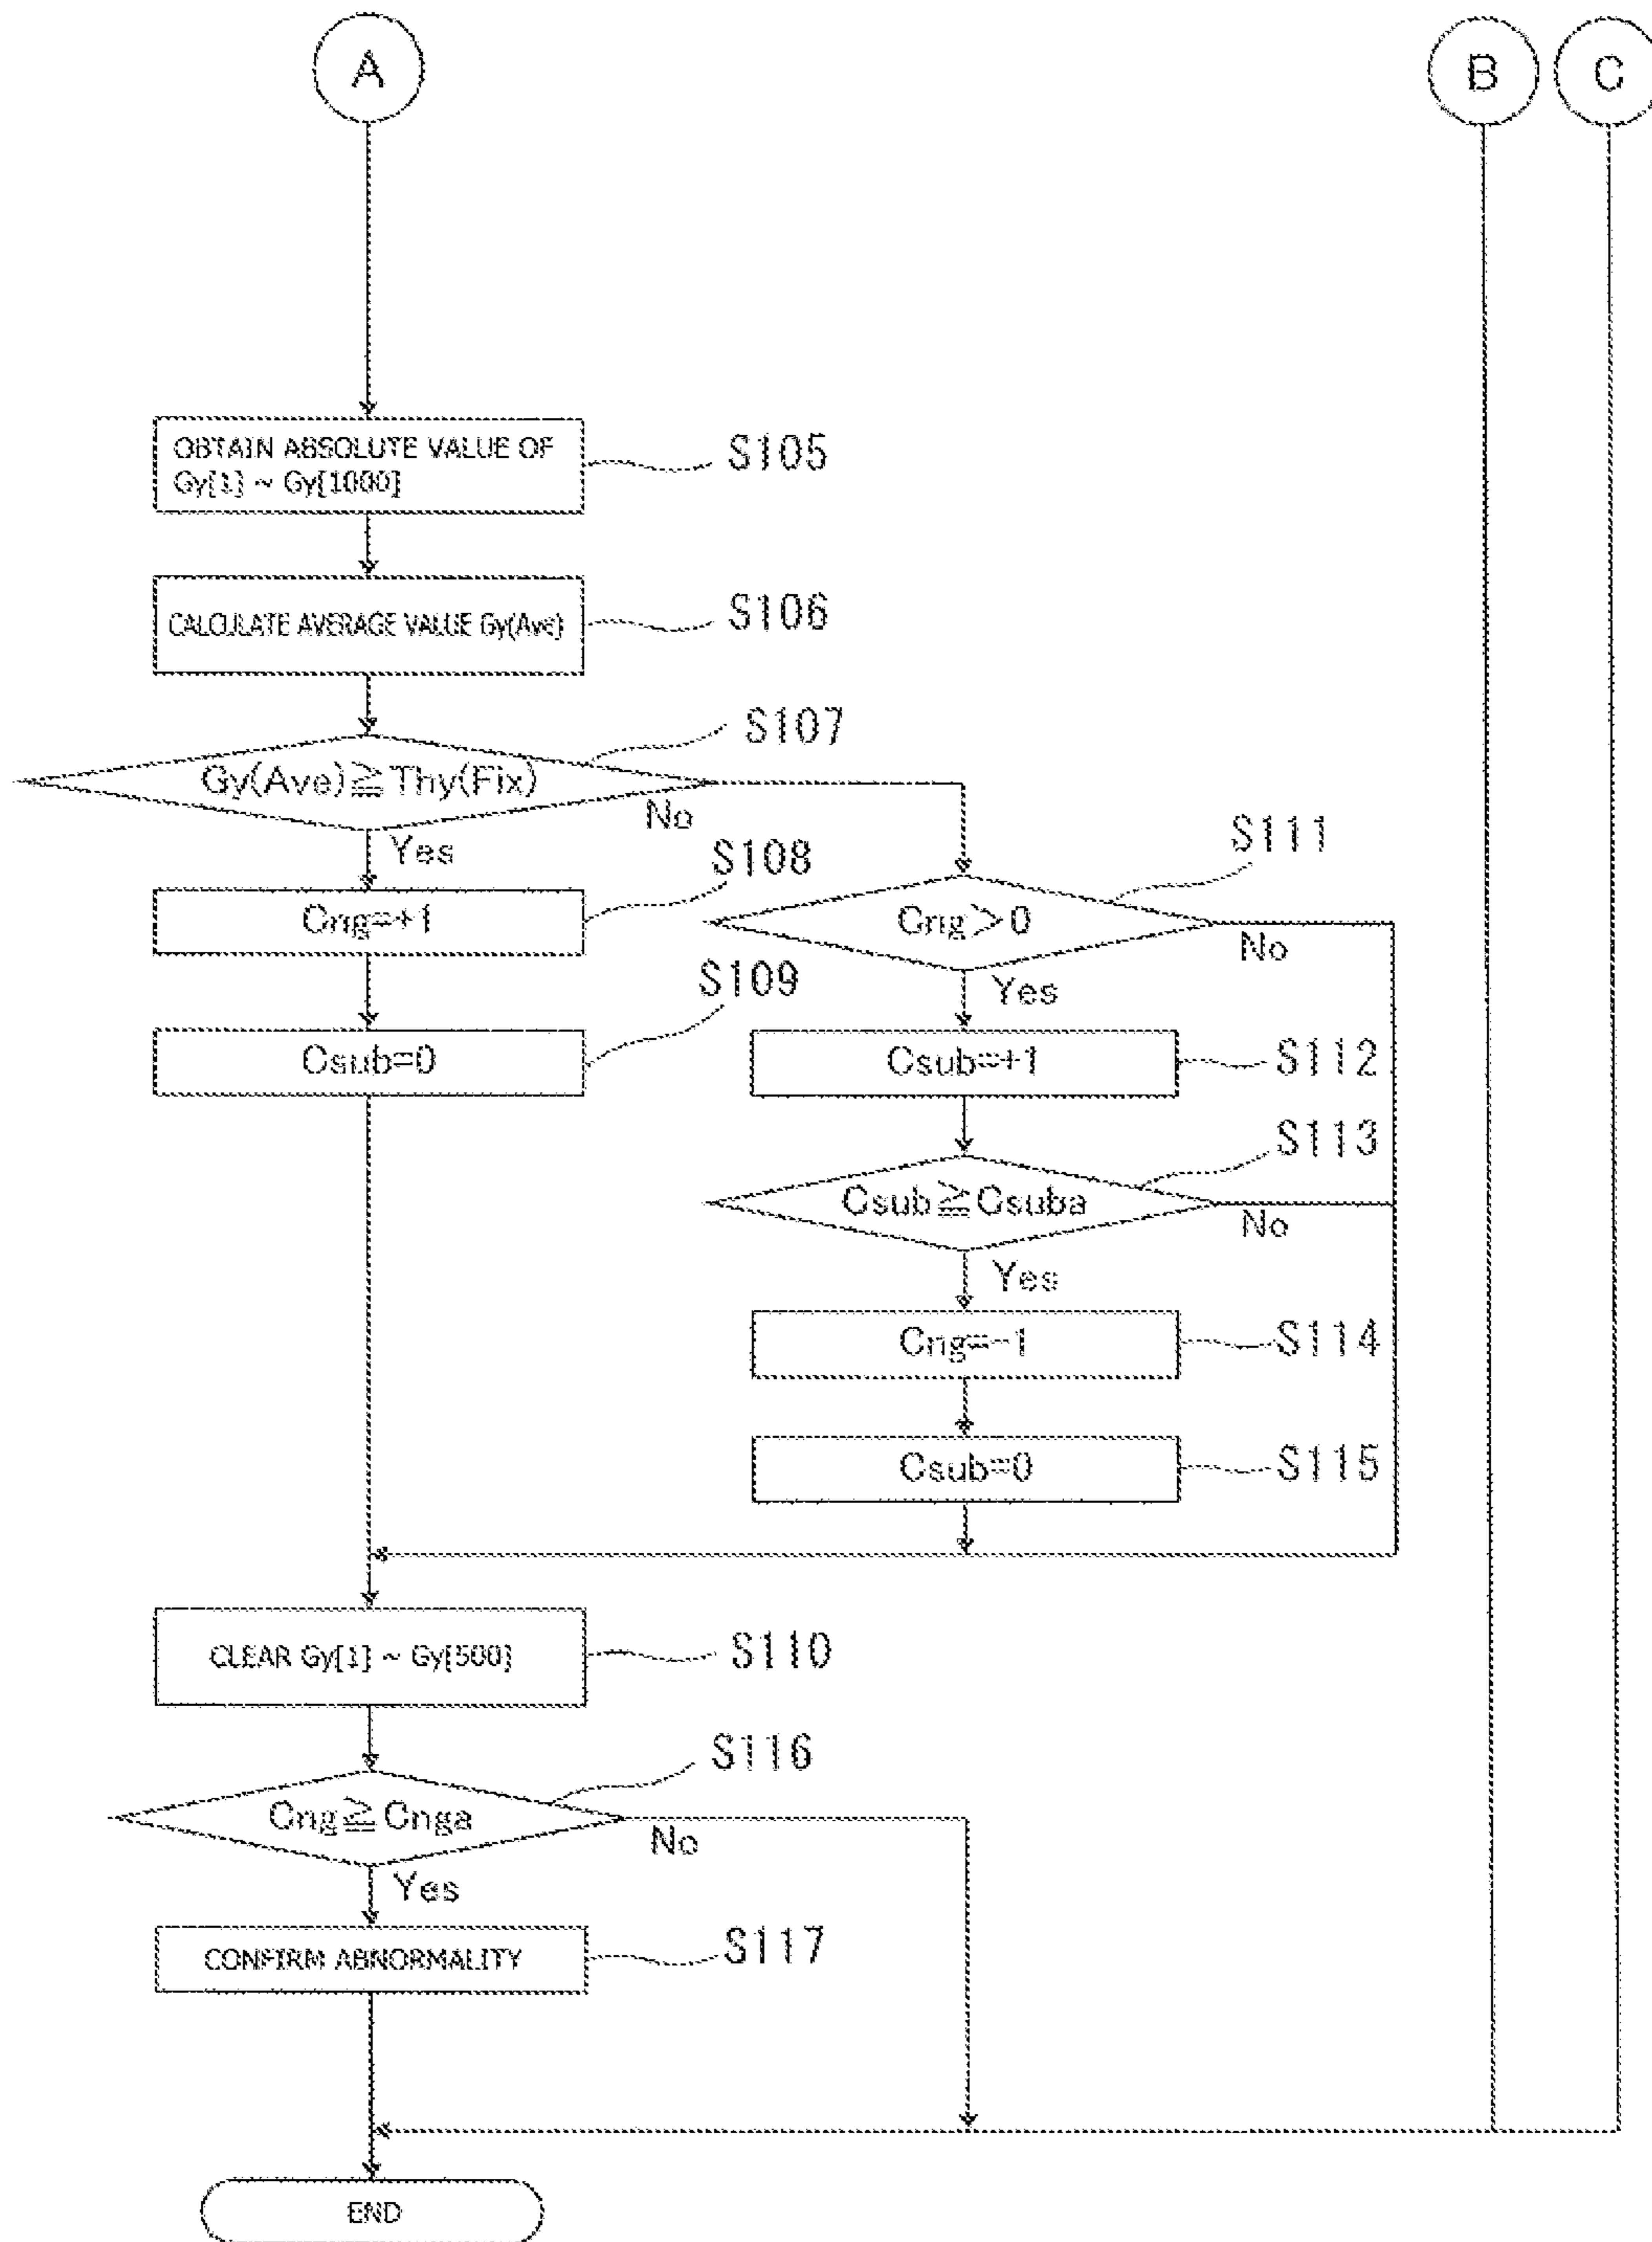 A
B
C
OBTAIN ABSOLUTE VALUE OF
Gy[1] ~ Gy[1000]
S105
CALCULATE AVERAGE VALUE Gy(Ave)
S106
S107
Gy(Ave)≧Thy(Fix)
No
Yes
S108
Cng=+1
S111
Cng>0
No
Yes
S109
Csub=0
Csub=+1
S112
S113
Csub≧Csuba
No
Yes
Cng=-1
S114
Csub=0
S115
CLEAR Gy[1] ~ Gy[500]
S110
S116
Cng≧Cnga
No
Yes
CONFIRM ABNORMALITY
S117
END